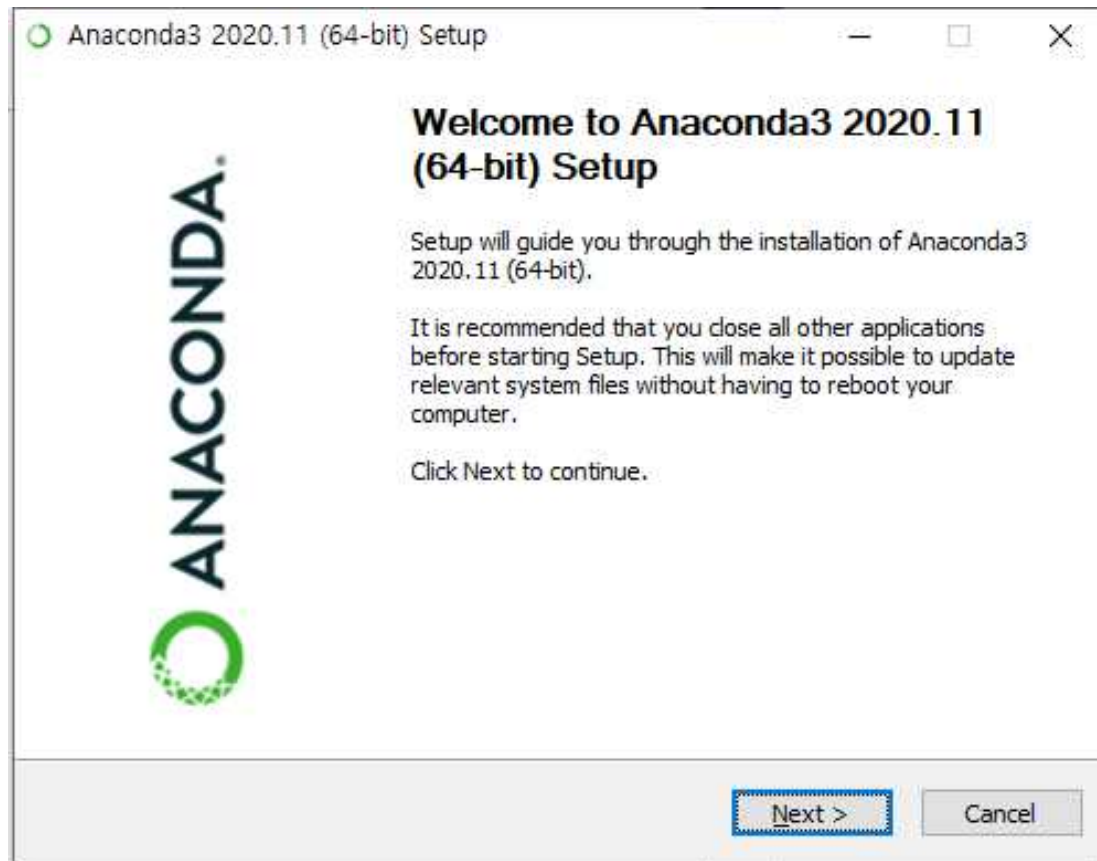 Anaconda3 2020.11 (64-bit) Setup
Welcome to Anaconda3 2020.11
(64-bit) Setup
ANACONDA.
Setup will guide you through the installation of Anaconda3
2020.11 (64-bit).
It is recommended that you close all other applications
before starting Setup. This will make it possible to update
relevant system files without having to reboot your
computer.
Click Next to continue.
Next >
Cancel